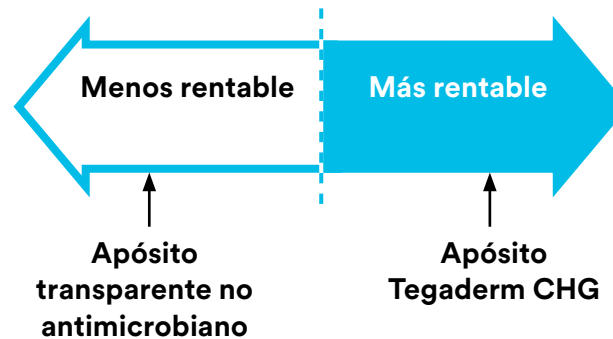 Menos rentable
Más rentable
Apósito
transparente no
antimicrobiano
Apósito
Tegaderm CHG